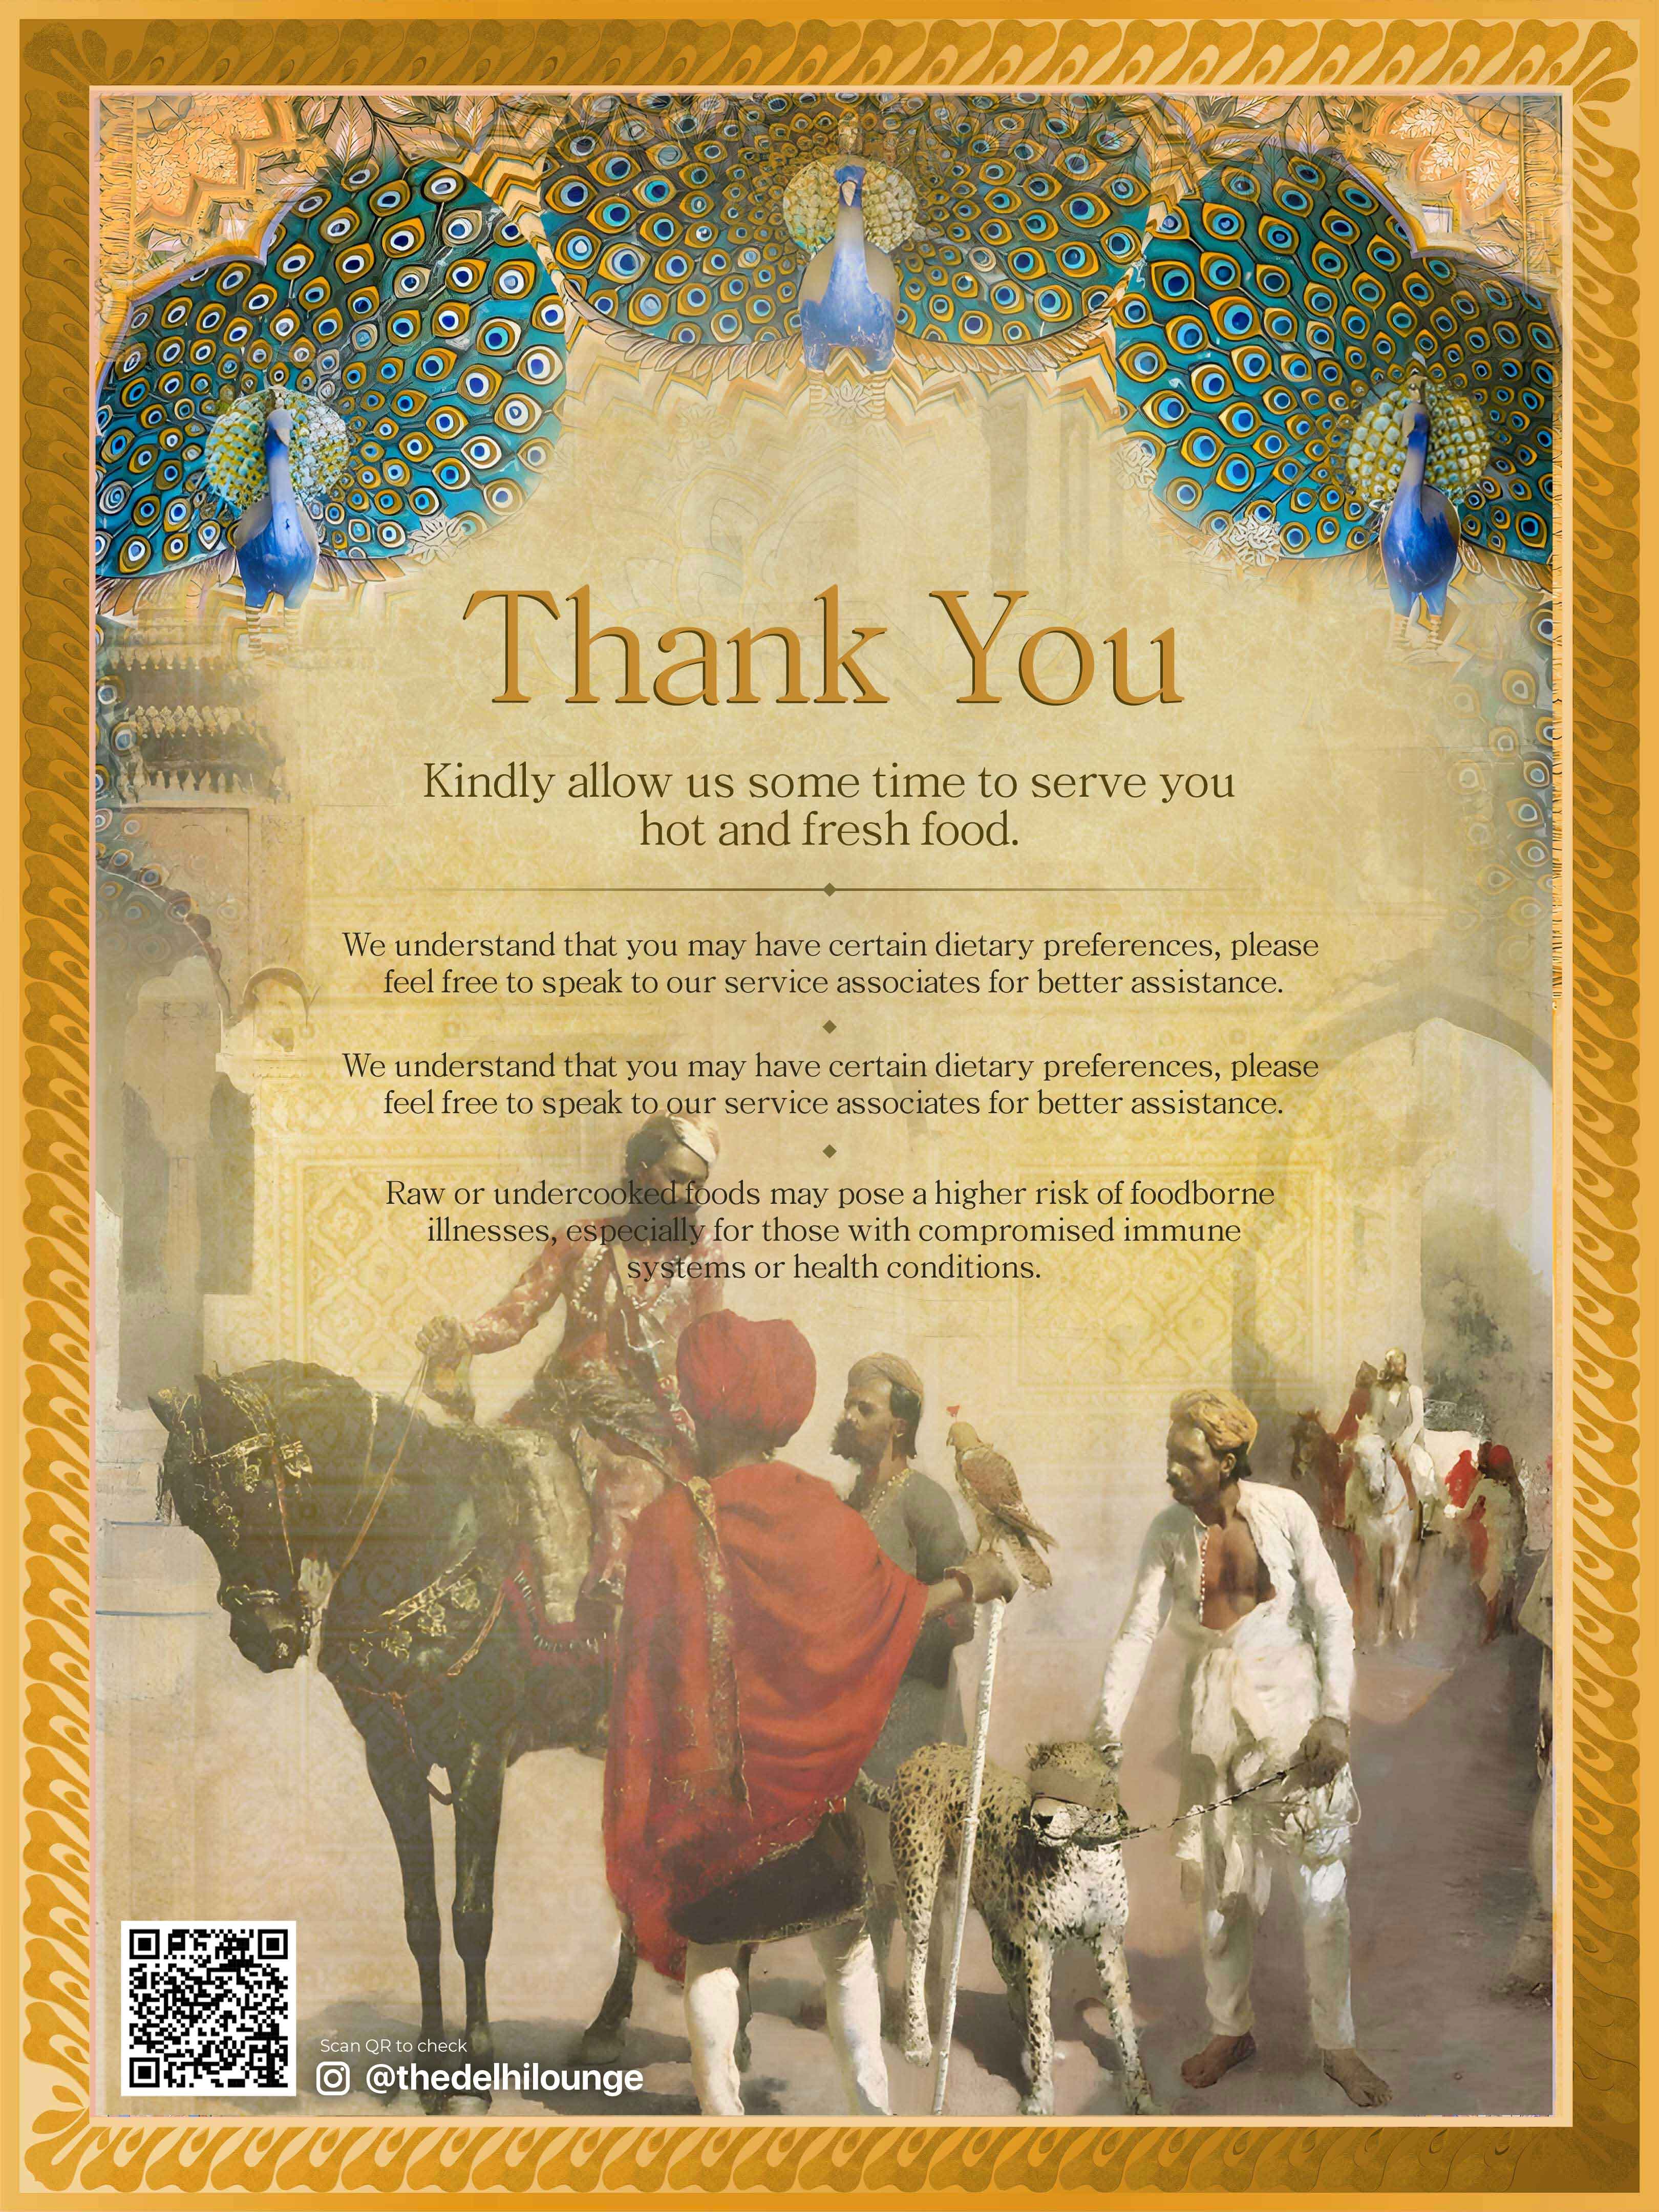 Thank You
Kindly allow us some time to serve you
hot and fresh food.
We understand that you may have certain dietary preferences, please
feel free to speak to our service associates for better assistance.
We understand that you may have certain dietary preferences, please
feel free to speak to our service associates for better assistance.
Raw or undercooked foods may pose a higher risk of foodborne
illnesses, especially for those with compromised immune
systems or health conditions.
Scan QR to check
@thedelhilounge